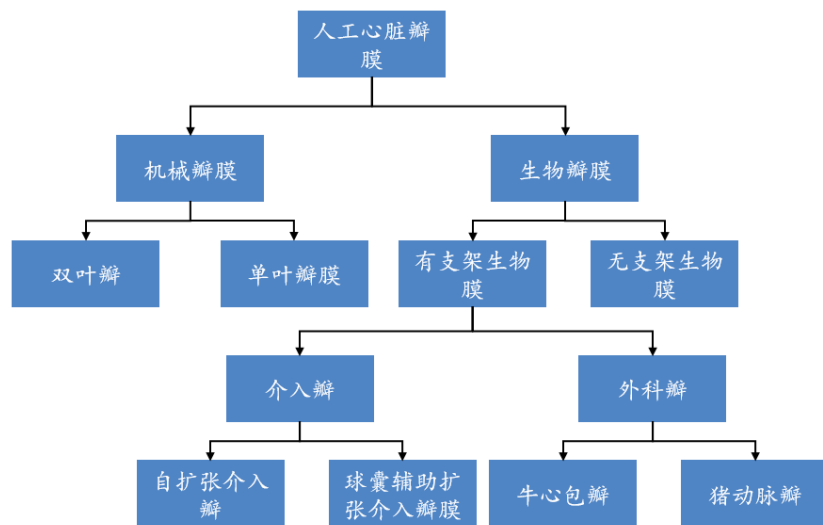 人工心脏瓣
膜
机械瓣膜
生物瓣膜
双叶瓣
单叶瓣膜
有支架生物
膜
无支架生物
膜
介入瓣
外科瓣
自扩张介入
瓣
球囊辅助扩
张介入瓣膜
牛心包瓣
猪动脉瓣